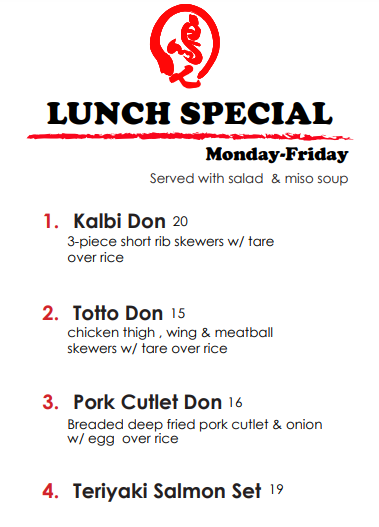 LUNCH SPECIAL
Monday-Friday
Served with salad & miso soup
1. Kalbi Don 20
3-piece short rib skewers w/ tare
over rice
2. Totto Don 15
chicken thigh , wing & meatball
skewers w/ tare over rice
3. Pork Cutlet Don 16
Breaded deep fried pork cutlet & onion
w/ egg over rice
4. Teriyaki Salmon Set 19